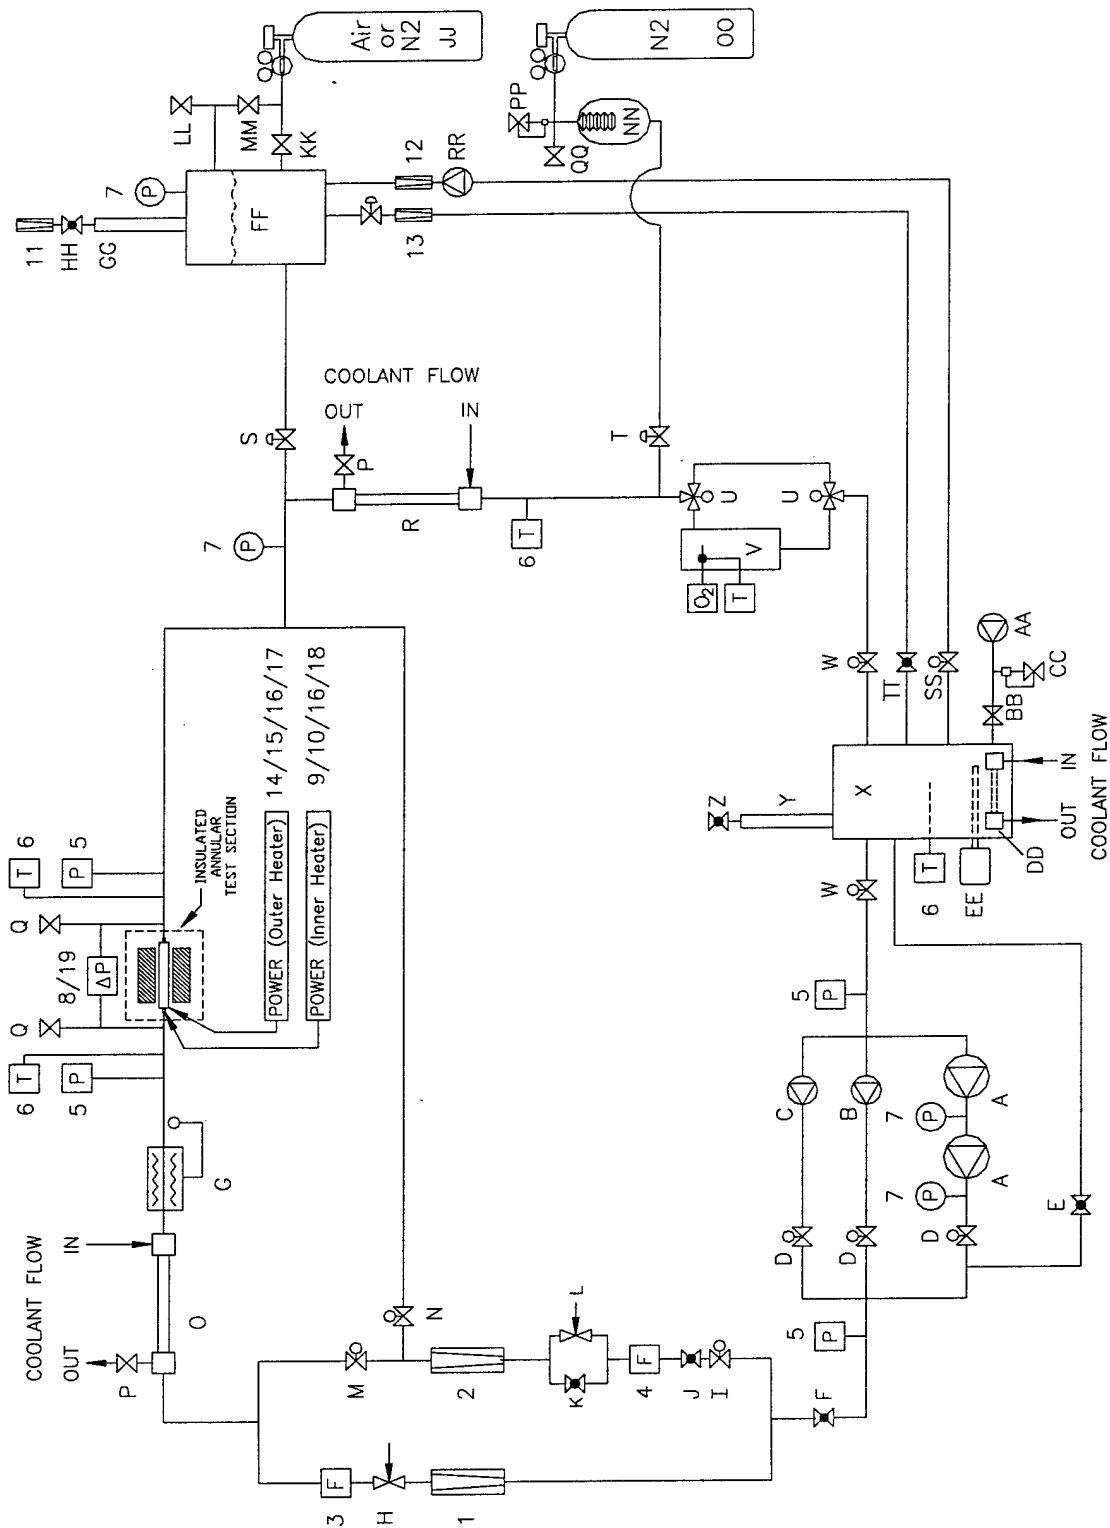 Air
or
N2
JJ
N2
OO
LL
MM
KK
PP
QQ
NN
7
P
12
RR
11
HH
GG
FF
13
COOLANT FLOW
OUT
IN
S
P
T
R
7
P
6
T
U
U
V
O2
T
14/15/16/17
9/10/16/18
W
TT
SS
AA
CC
BB
6
T
5
P
INSULATED
ANNULAR
TEST SECTION
POWER (Outer Heater)
POWER (Inner Heater)
Z
Y
X
IN
OUT
COOLANT FLOW
Q
8/19
ΔP
Q
W
6
T
EE
DD
6
T
5
P
5
P
C
B
7
P
A
G
7
P
A
COOLANT FLOW
IN
OUT
O
P
D
D
D
E
N
5
P
M
2
L
K
F
4
J
I
F
F
3
H
1